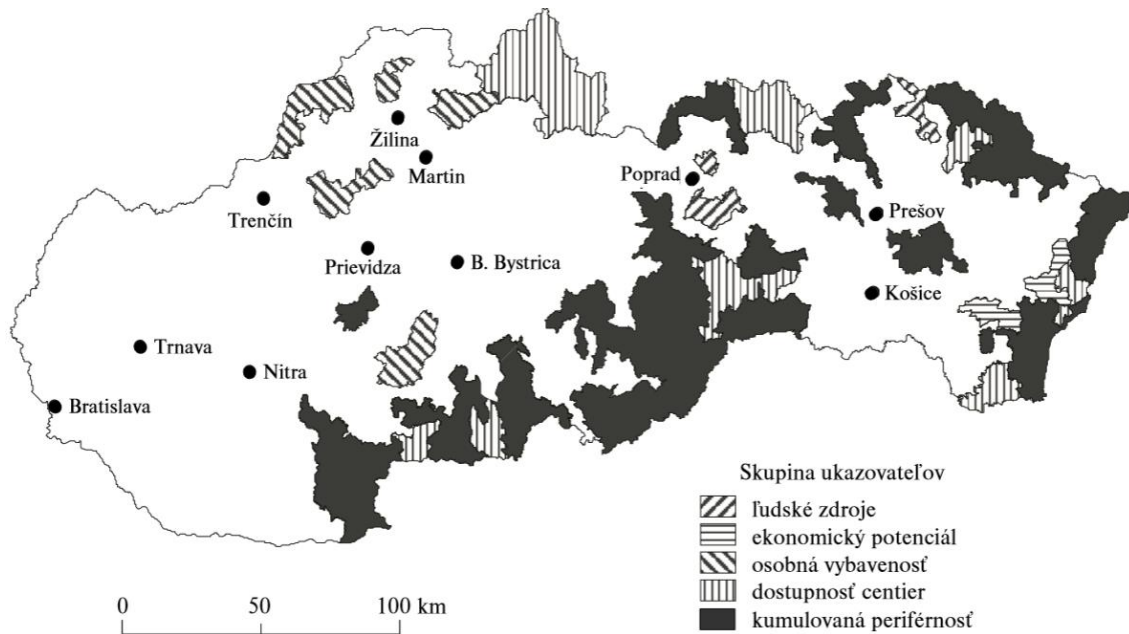 Žilina
Martin
Poprad
Trenčín
Prešov
Prievidza
B. Bystrica
Košice
Trnava
Nitra
Bratislava
Skupina ukazovateľov
ľudské zdroje
ekonomický potenciál
osobná vybavenosť
dostupnosť centier
kumulovaná periférnosť
0 50 100 km